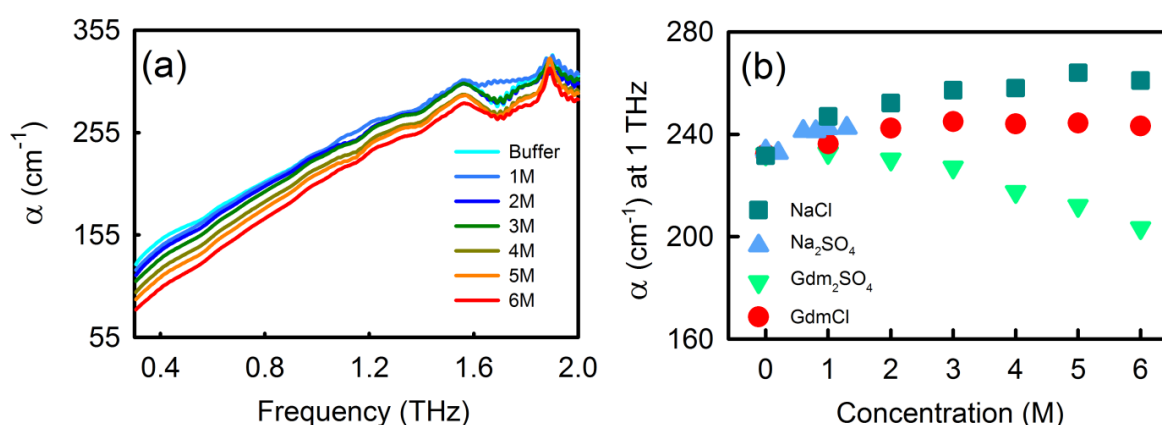 (a)
355
255
155
55
α (cm⁻¹)
Buffer
1M
2M
3M
4M
5M
6M
0.4 0.8 1.2 1.6 2.0
Frequency (THz)
(b)
280
240
200
160
α (cm⁻¹) at 1 THz
NaCl
Na₂SO₄
Gdm₂SO₄
GdmCl
0 1 2 3 4 5 6
Concentration (M)